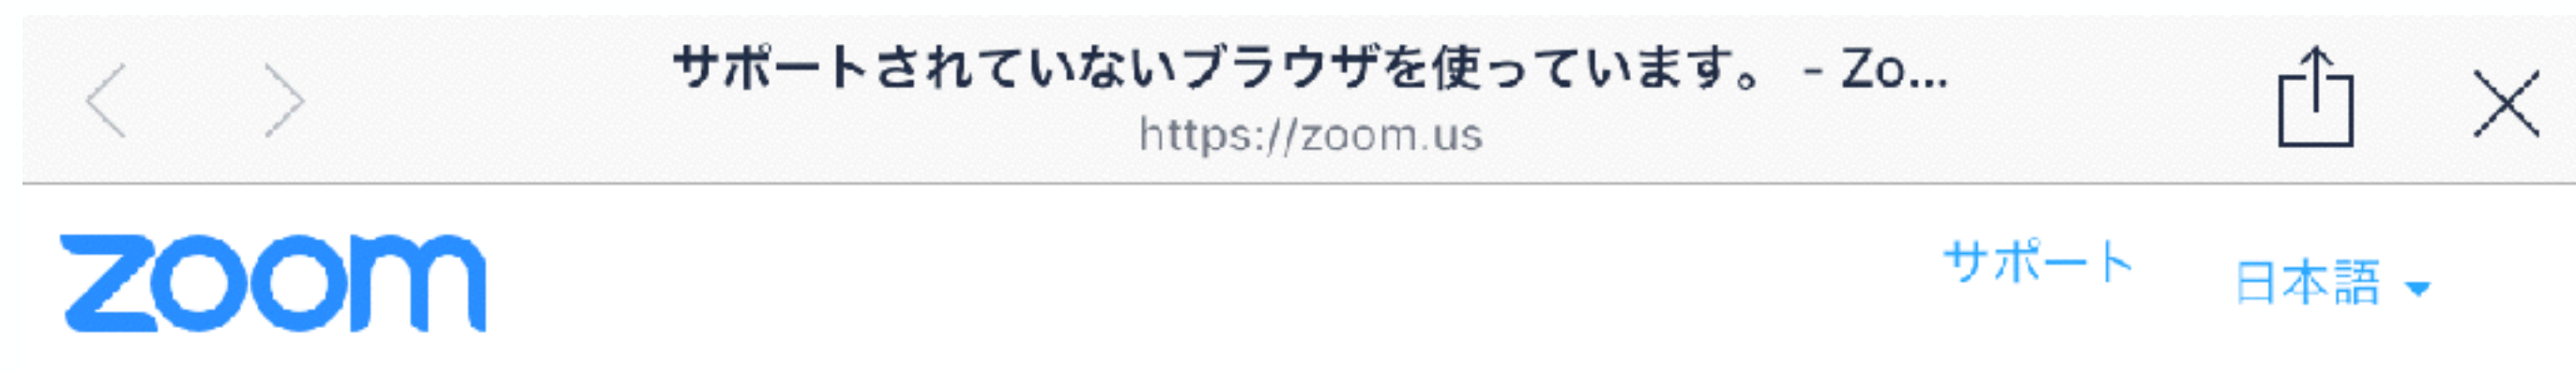 サポートされていないブラウザを使っています。 - Zo...
https://zoom.us
zoom
サポート
日本語